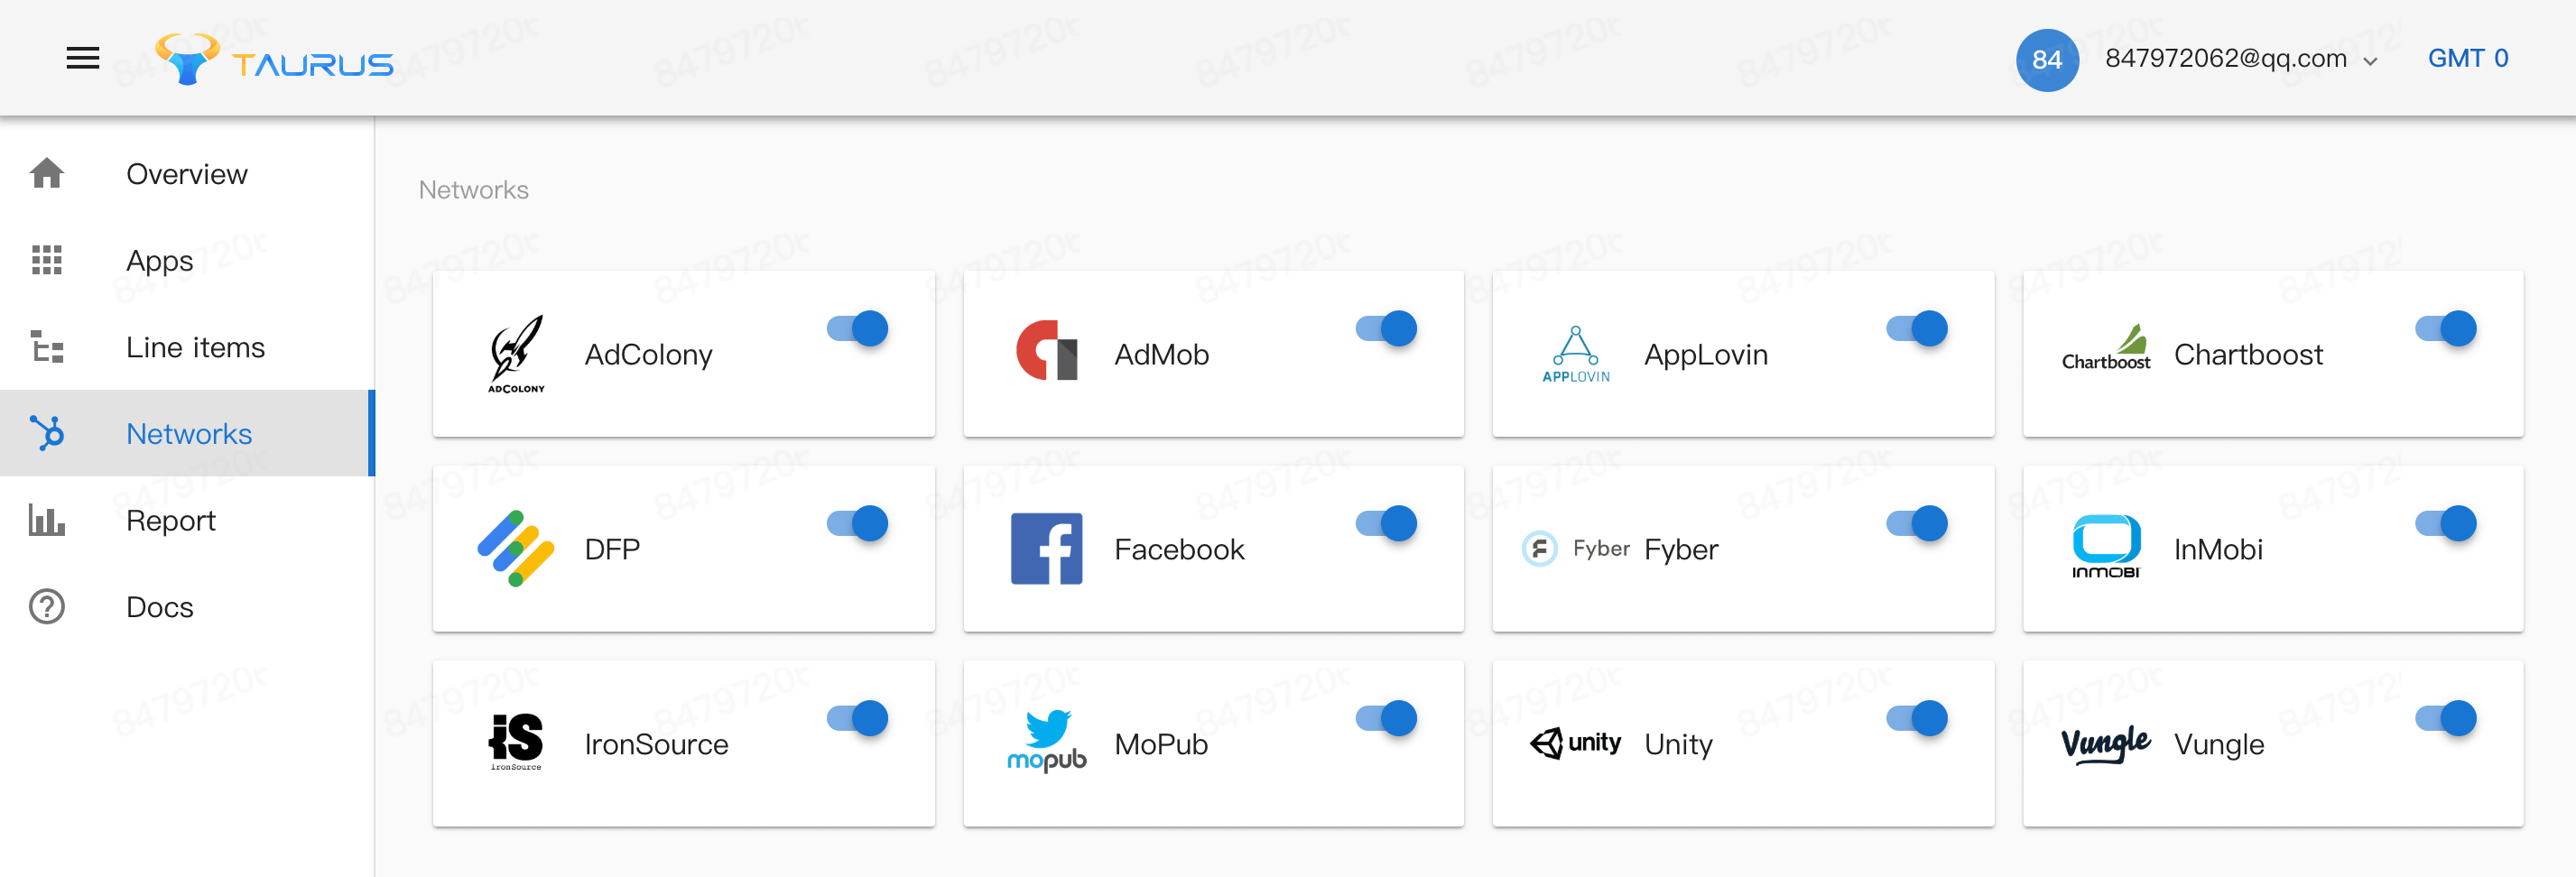 TAURUS
84
847972062@qq.com
GMT 0
Overview
Apps
Line items
Networks
Report
Docs
Networks
ADCOLONY
AdColony
AdMob
APPLOVIN
AppLovin
Chartboost
Chartboost
DFP
Facebook
Fyber
Fyber
INMOBI
InMobi
iS
ironSource
IronSource
mopub
MoPub
unity
Unity
Vungle
Vungle